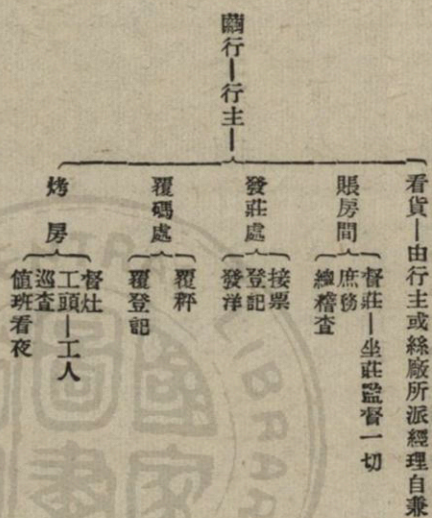 繭行—行主—
看貨—由行主或絲廠所派經理自兼
賬房間
督莊—坐莊監督一切
庶務
總稽查
發莊處
接票
登記
發洋
覆碼處
覆秤
覆登記
烤房
督灶
工頭—工人
巡查
值班看夜